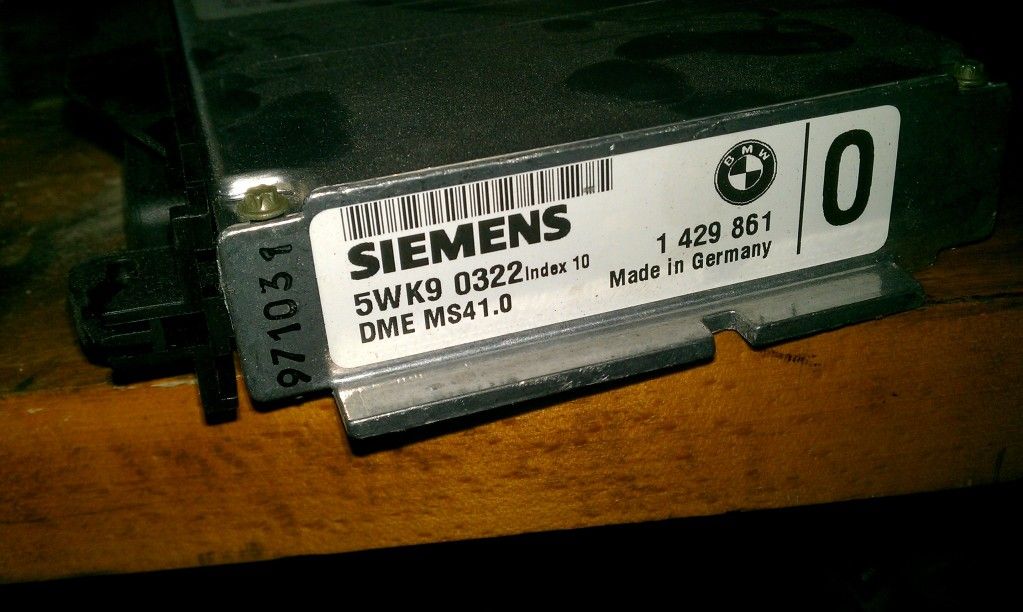 SIEMENS
5WK9 0322 Index 10
DME MS41.0
BMW
1 429 861
Made in Germany
0
971031